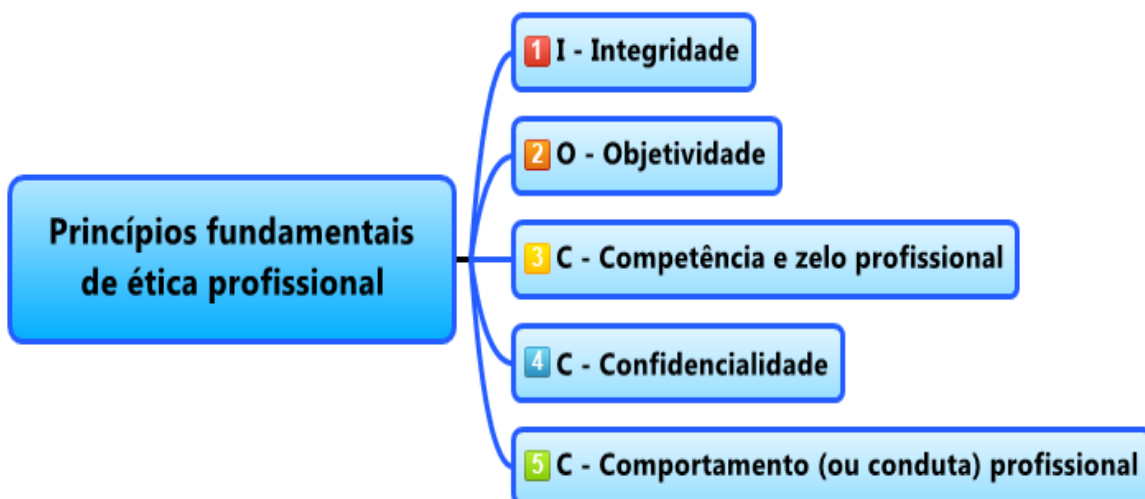 Princípios fundamentais
de ética profissional
1 I - Integridade
2 O - Objetividade
3 C - Competência e zelo profissional
4 C - Confidencialidade
5 C - Comportamento (ou conduta) profissional